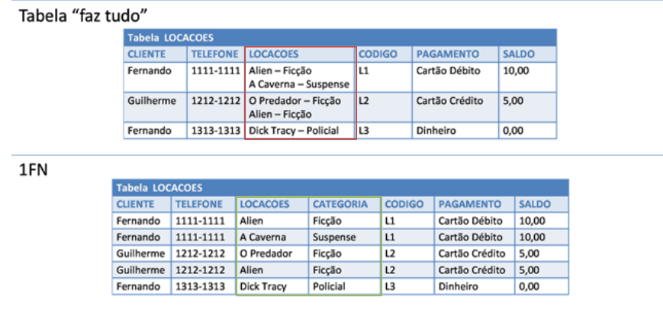 Tabela “faz tudo”
Tabela LOCACOES
CLIENTE TELEFONE LOCACOES CODIGO PAGAMENTO SALDO
Fernando 1111-1111 Alien – Ficção L1 Cartão Débito 10,00
A Caverna – Suspense
Guilherme 1212-1212 O Predador – Ficção L2 Cartão Crédito 5,00
Alien – Ficção
Fernando 1313-1313 Dick Tracy – Policial L3 Dinheiro 0,00
1FN
Tabela LOCACOES
CLIENTE TELEFONE LOCACOES CATEGORIA CODIGO PAGAMENTO SALDO
Fernando 1111-1111 Alien Ficção L1 Cartão Débito 10,00
Fernando 1111-1111 A Caverna Suspense L1 Cartão Débito 10,00
Guilherme 1212-1212 O Predador Ficção L2 Cartão Crédito 5,00
Guilherme 1212-1212 Alien Ficção L2 Cartão Crédito 5,00
Fernando 1313-1313 Dick Tracy Policial L3 Dinheiro 0,00